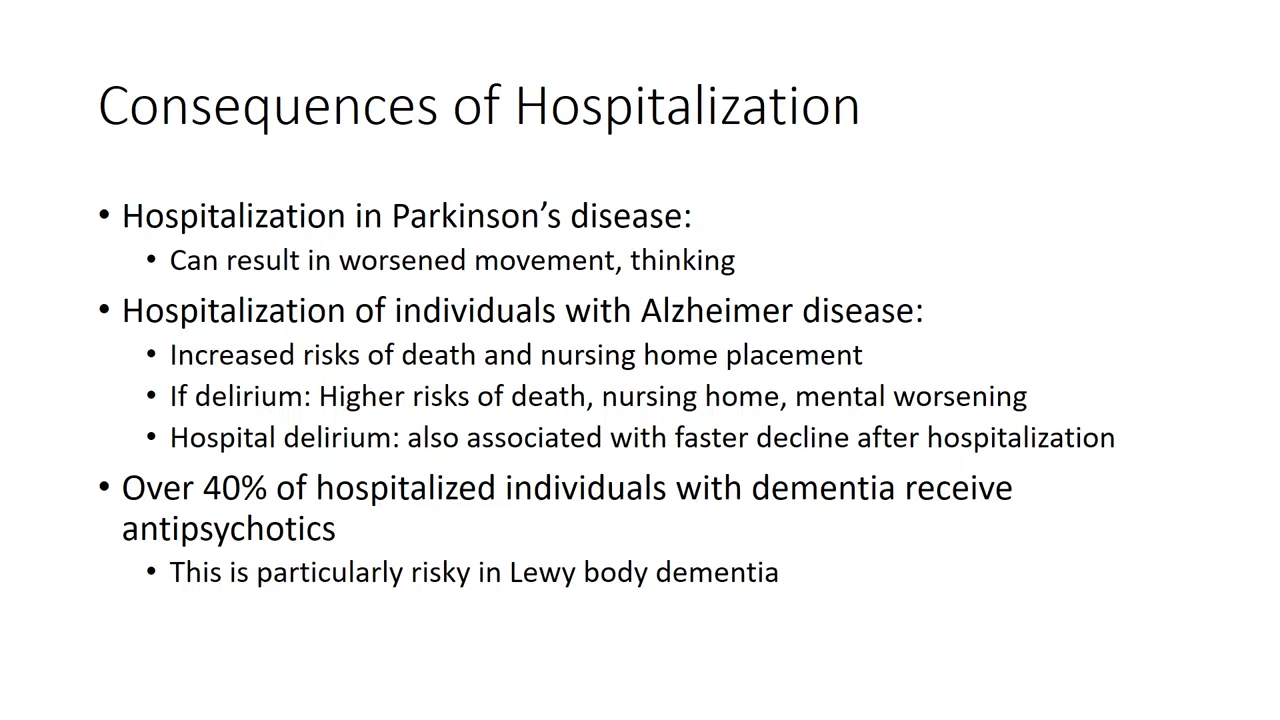 Consequences of Hospitalization
• Hospitalization in Parkinson’s disease:
• Can result in worsened movement, thinking
• Hospitalization of individuals with Alzheimer disease:
• Increased risks of death and nursing home placement
• If delirium: Higher risks of death, nursing home, mental worsening
• Hospital delirium: also associated with faster decline after hospitalization
• Over 40% of hospitalized individuals with dementia receive
antipsychotics
• This is particularly risky in Lewy body dementia